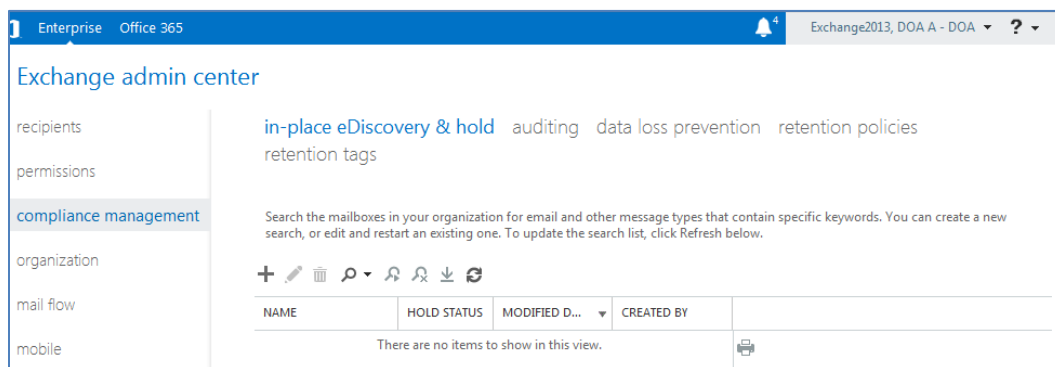 Enterprise Office 365
4
Exchange2013, DOA A - DOA ?
Exchange admin center
recipients
permissions
compliance management
organization
mail flow
mobile
in-place eDiscovery & hold auditing data loss prevention retention policies
retention tags
Search the mailboxes in your organization for email and other message types that contain specific keywords. You can create a new
search, or edit and restart an existing one. To update the search list, click Refresh below.
NAME HOLD STATUS MODIFIED D... CREATED BY
There are no items to show in this view.